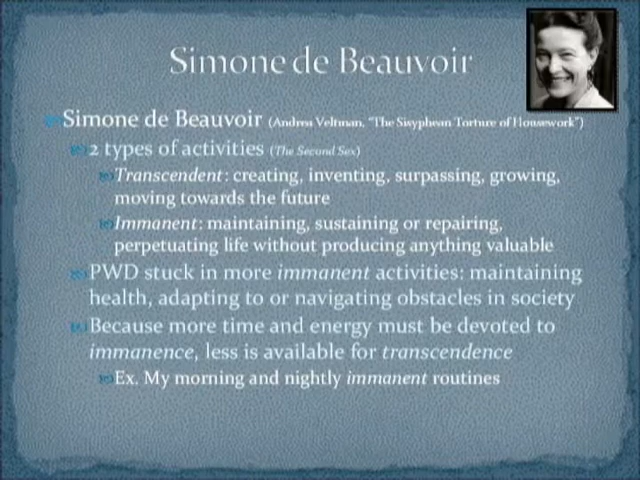 Simone de Beauvoir
Simone de Beauvoir (Andrea Veltman, "The Sisyphean Torture of Housework")
2 types of activities (The Second Sex)
Transcendent: creating, inventing, surpassing, growing,
moving towards the future
Immanent: maintaining, sustaining or repairing,
perpetuating life without producing anything valuable
PWD stuck in more immanent activities: maintaining
health, adapting to or navigating obstacles in society
Because more time and energy must be devoted to
immanence, less is available for transcendence
Ex. My morning and nightly immanent routines